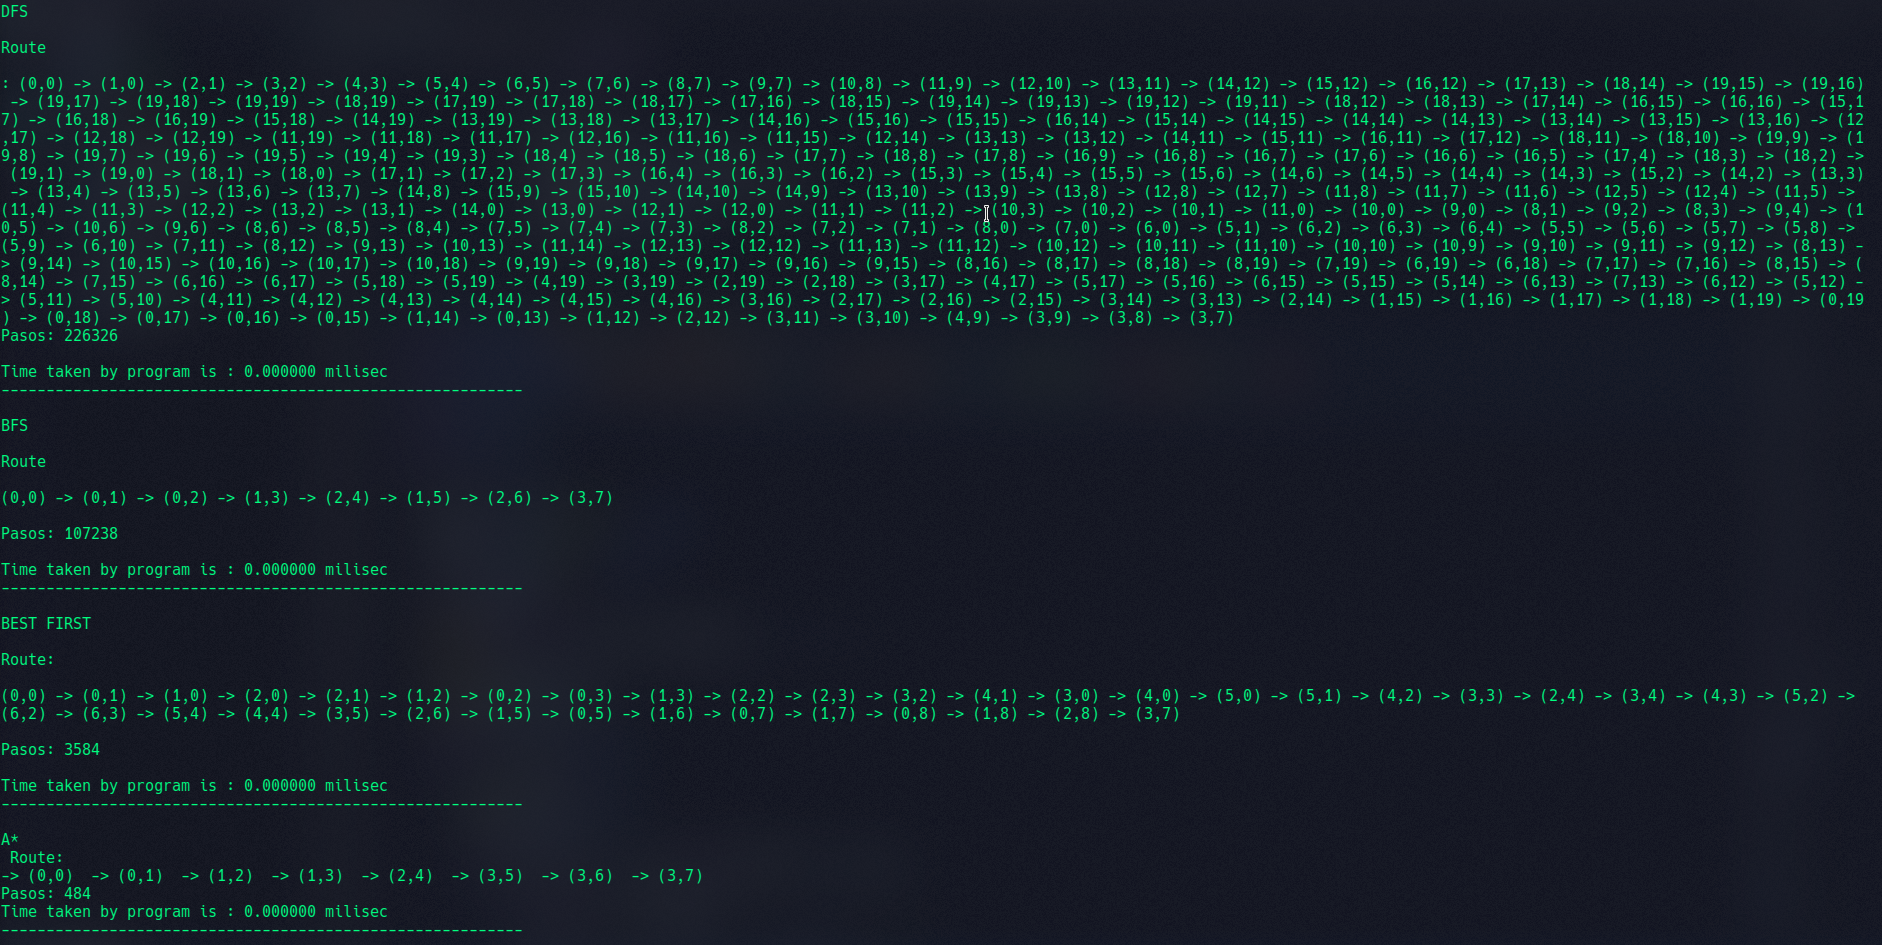 DFS
Route
: (0,0) -> (1,0) -> (2,1) -> (3,2) -> (4,3) -> (5,4) -> (6,5) -> (7,6) -> (8,7) -> (9,7) -> (10,8) -> (11,9) -> (12,10) -> (13,11) -> (14,12) -> (15,12) -> (16,12) -> (17,13) -> (18,14) -> (19,15) -> (19,16)
-> (19,17) -> (19,18) -> (19,19) -> (18,19) -> (17,19) -> (17,18) -> (18,17) -> (17,16) -> (18,15) -> (19,14) -> (19,13) -> (19,12) -> (19,11) -> (18,12) -> (18,13) -> (17,14) -> (16,15) -> (16,16) -> (15,1
7) -> (16,18) -> (16,19) -> (15,18) -> (14,19) -> (13,19) -> (13,18) -> (13,17) -> (14,16) -> (15,16) -> (15,15) -> (16,14) -> (15,14) -> (14,15) -> (14,14) -> (13,14) -> (13,15) -> (13,16) -> (12
,17) -> (12,18) -> (12,19) -> (11,19) -> (11,18) -> (11,17) -> (12,16) -> (11,16) -> (11,15) -> (12,14) -> (13,13) -> (13,12) -> (14,11) -> (15,11) -> (16,11) -> (17,12) -> (18,11) -> (18,10) -> (19,9) -> (1
9,8) -> (19,7) -> (19,6) -> (19,5) -> (19,4) -> (19,3) -> (18,4) -> (18,5) -> (18,6) -> (17,7) -> (18,8) -> (17,8) -> (16,9) -> (16,8) -> (16,7) -> (17,6) -> (16,6) -> (16,5) -> (17,4) -> (18,3) -> (18,2) ->
(19,1) -> (19,0) -> (18,1) -> (18,0) -> (17,1) -> (17,2) -> (17,3) -> (16,4) -> (16,3) -> (16,2) -> (15,3) -> (15,4) -> (15,5) -> (15,6) -> (14,6) -> (14,5) -> (14,4) -> (14,3) -> (15,2) -> (14,2) -> (13,3)
-> (13,4) -> (13,5) -> (13,6) -> (13,7) -> (14,8) -> (15,9) -> (15,10) -> (14,10) -> (14,9) -> (13,10) -> (13,9) -> (13,8) -> (12,8) -> (12,7) -> (11,8) -> (11,7) -> (11,6) -> (12,5) -> (12,4) -> (11,5) ->
(11,4) -> (11,3) -> (12,2) -> (13,2) -> (13,1) -> (14,0) -> (13,0) -> (12,1) -> (12,0) -> (11,1) -> (11,2) -> (10,3) -> (10,2) -> (10,1) -> (11,0) -> (10,0) -> (9,0) -> (8,1) -> (9,2) -> (8,3) -> (9,4) -> (1
0,5) -> (10,6) -> (9,6) -> (8,6) -> (8,5) -> (8,4) -> (7,5) -> (7,4) -> (7,3) -> (8,2) -> (7,2) -> (7,1) -> (8,0) -> (7,0) -> (6,0) -> (5,1) -> (6,2) -> (6,3) -> (6,4) -> (5,5) -> (5,6) -> (5,7) -> (5,8) ->
(5,9) -> (6,10) -> (7,11) -> (8,12) -> (9,13) -> (10,13) -> (11,14) -> (12,13) -> (12,12) -> (11,13) -> (11,12) -> (10,12) -> (10,11) -> (11,10) -> (10,10) -> (10,9) -> (9,10) -> (9,11) -> (9,12) -> (8,13) -
> (9,14) -> (10,15) -> (10,16) -> (10,17) -> (10,18) -> (9,19) -> (9,18) -> (9,17) -> (9,16) -> (9,15) -> (8,16) -> (8,17) -> (8,18) -> (8,19) -> (7,19) -> (6,19) -> (6,18) -> (7,17) -> (7,16) -> (8,15) -> (
8,14) -> (7,15) -> (6,16) -> (6,17) -> (5,18) -> (5,19) -> (4,19) -> (3,19) -> (2,19) -> (2,18) -> (3,17) -> (4,17) -> (5,17) -> (5,16) -> (6,15) -> (5,15) -> (5,14) -> (6,13) -> (7,13) -> (6,12) -> (5,12) -
> (5,11) -> (5,10) -> (4,11) -> (4,12) -> (4,13) -> (4,14) -> (4,15) -> (4,16) -> (3,16) -> (2,17) -> (2,16) -> (2,15) -> (3,14) -> (3,13) -> (2,14) -> (1,15) -> (1,16) -> (1,17) -> (1,18) -> (1,19) -> (0,19
) -> (0,18) -> (0,17) -> (0,16) -> (0,15) -> (1,14) -> (0,13) -> (1,12) -> (2,12) -> (3,11) -> (3,10) -> (4,9) -> (3,9) -> (3,8) -> (3,7)
Pasos: 226326
Time taken by program is : 0.000000 milisec
----------------------------------------------------------
BFS
Route
(0,0) -> (0,1) -> (0,2) -> (1,3) -> (2,4) -> (1,5) -> (2,6) -> (3,7)
Pasos: 107238
Time taken by program is : 0.000000 milisec
----------------------------------------------------------
BEST FIRST
Route:
(0,0) -> (0,1) -> (1,0) -> (2,0) -> (2,1) -> (1,2) -> (0,2) -> (0,3) -> (1,3) -> (2,2) -> (2,3) -> (3,2) -> (4,1) -> (3,0) -> (4,0) -> (5,0) -> (5,1) -> (4,2) -> (3,3) -> (2,4) -> (3,4) -> (4,3) -> (5,2) ->
(6,2) -> (6,3) -> (5,4) -> (4,4) -> (3,5) -> (2,6) -> (1,5) -> (0,5) -> (1,6) -> (0,7) -> (1,7) -> (0,8) -> (1,8) -> (2,8) -> (3,7)
Pasos: 3584
Time taken by program is : 0.000000 milisec
----------------------------------------------------------
A*
Route:
-> (0,0)  -> (0,1)  -> (1,2)  -> (1,3)  -> (2,4)  -> (3,5)  -> (3,6)  -> (3,7)
Pasos: 484
Time taken by program is : 0.000000 milisec
----------------------------------------------------------